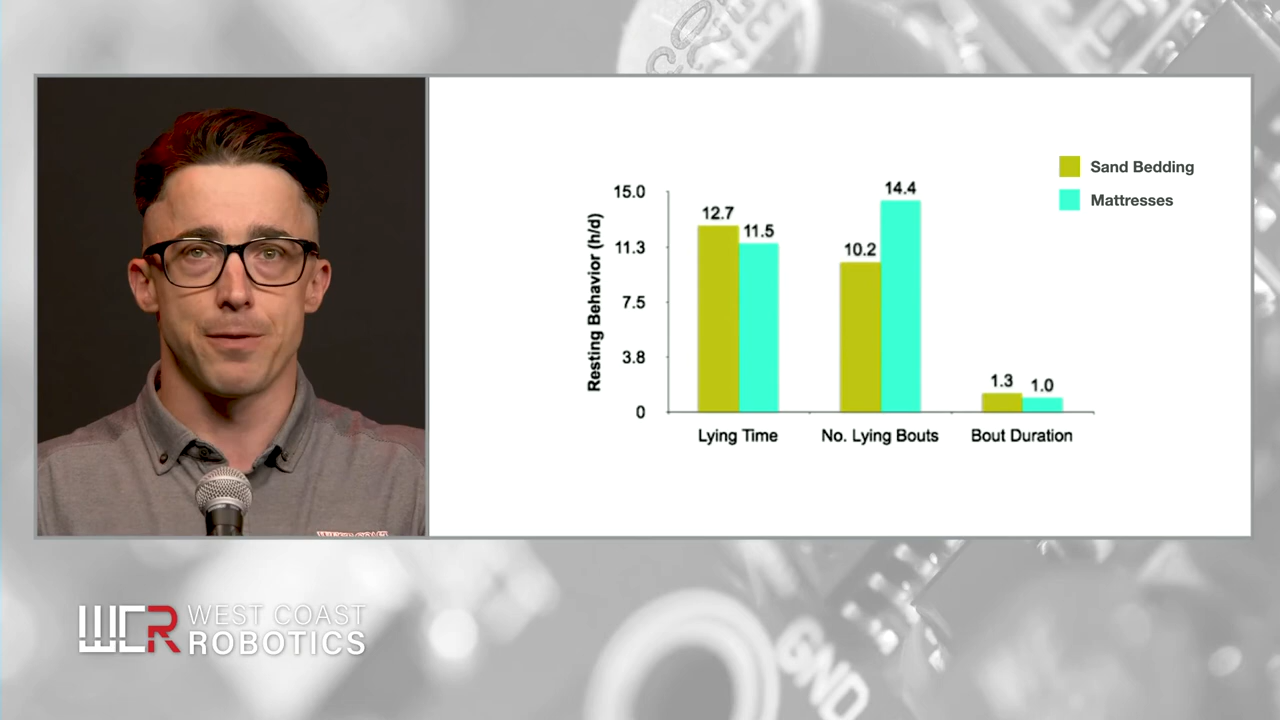 Sand Bedding
Mattresses
Resting Behavior (h/d)
15.0
11.3
7.5
3.8
0
12.7
11.5
10.2
14.4
1.3
1.0
Lying Time
No. Lying Bouts
Bout Duration
WCR
WEST COAST
ROBOTICS
GND